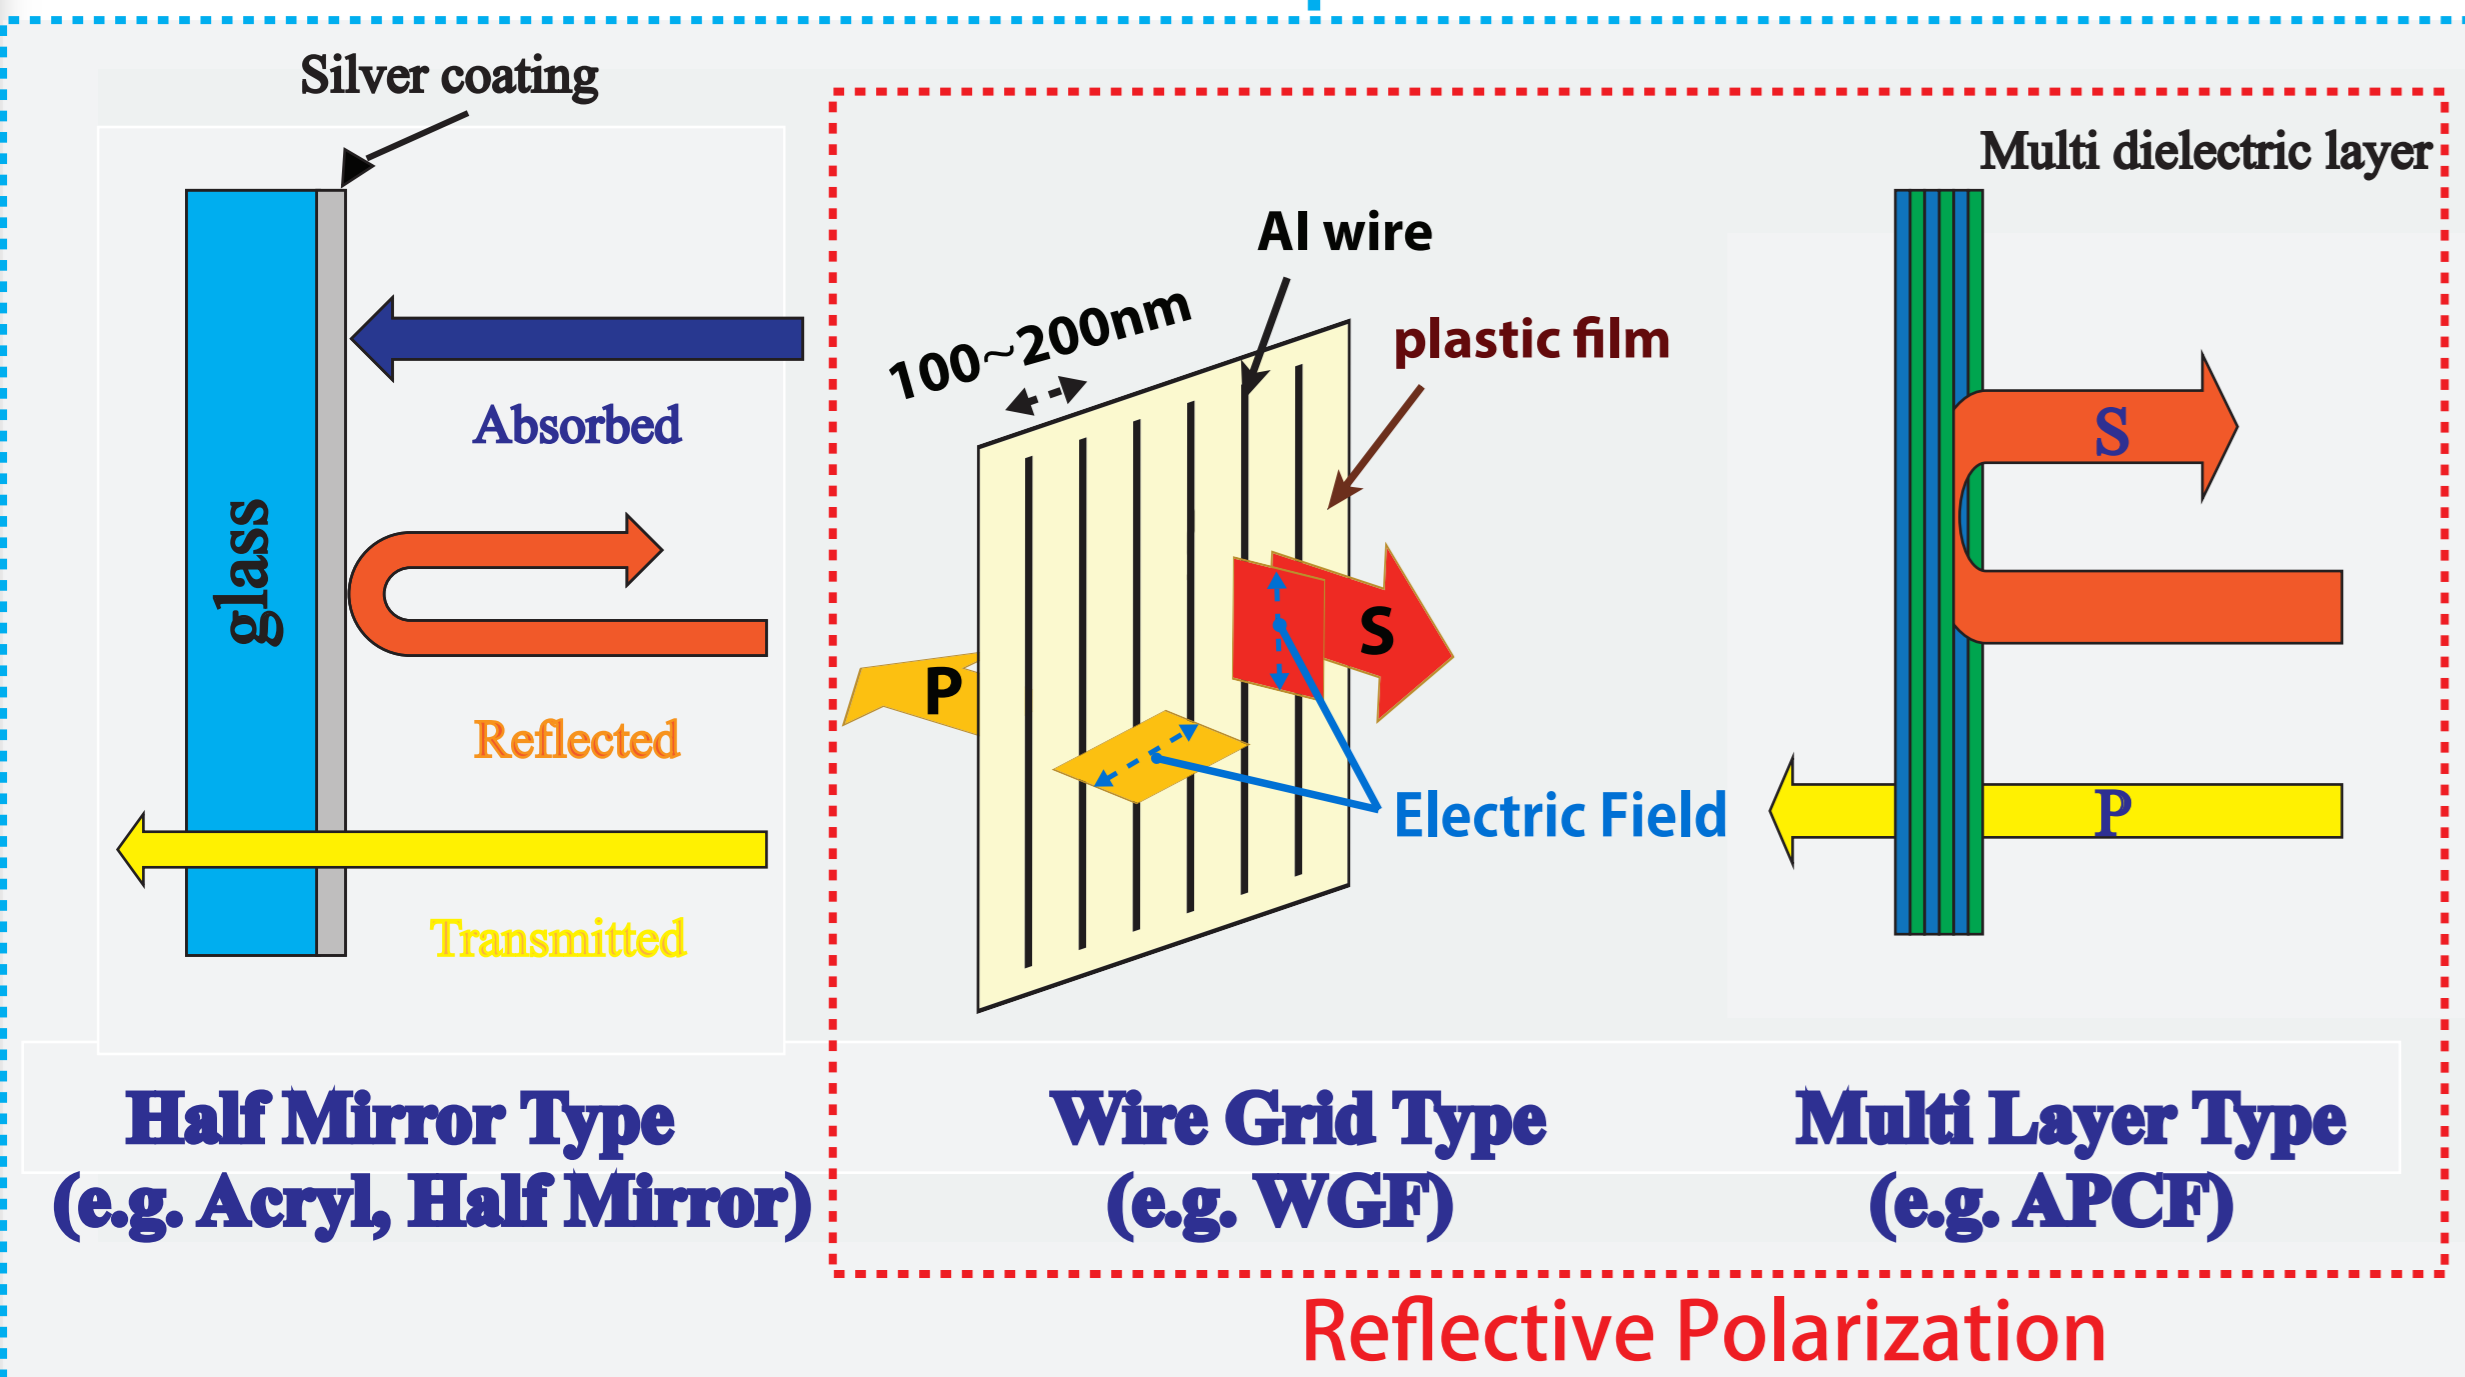 Silver coating
glass
Absorbed
Reflected
Transmitted
Half Mirror Type
(e.g. Acryl, Half Mirror)
100~200nm
Al wire
plastic film
P
S
Electric Field
Wire Grid Type
(e.g. WGF)
Multi dielectric layer
S
P
Multi Layer Type
(e.g. APCF)
Reflective Polarization